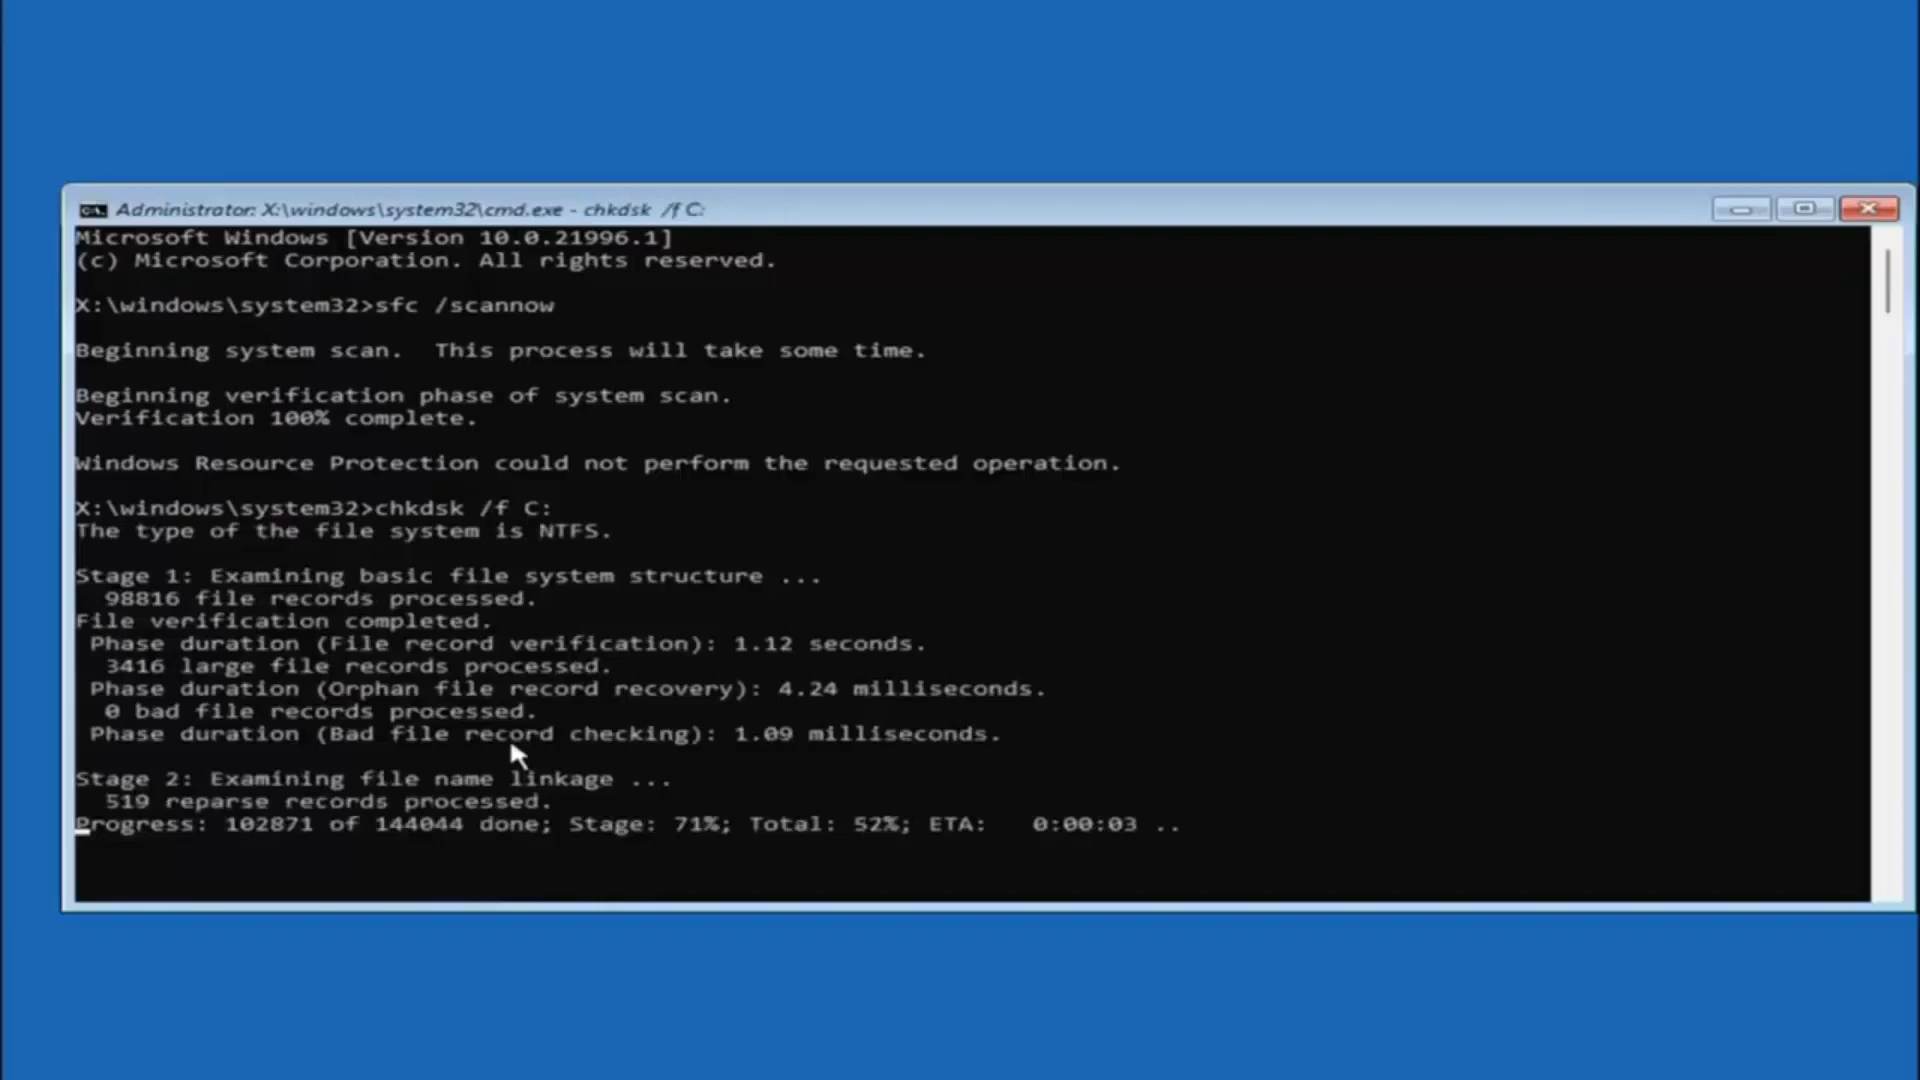 Administrator: X:\windows\system32\cmd.exe - chkdsk /f C:
Microsoft Windows [Version 10.0.21996.1]
(c) Microsoft Corporation. All rights reserved.
X:\windows\system32>sfc /scannow
Beginning system scan.  This process will take some time.
Beginning verification phase of system scan.
Verification 100% complete.
Windows Resource Protection could not perform the requested operation.
X:\windows\system32>chkdsk /f C:
The type of the file system is NTFS.
Stage 1: Examining basic file system structure ...
98816 file records processed.
File verification completed.
Phase duration (File record verification): 1.12 seconds.
3416 large file records processed.
Phase duration (Orphan file record recovery): 4.24 milliseconds.
0 bad file records processed.
Phase duration (Bad file record checking): 1.09 milliseconds.
Stage 2: Examining file name linkage ...
519 reparse records processed.
Progress: 102871 of 144044 done; Stage: 71%; Total: 52%; ETA:   0:00:03 ..